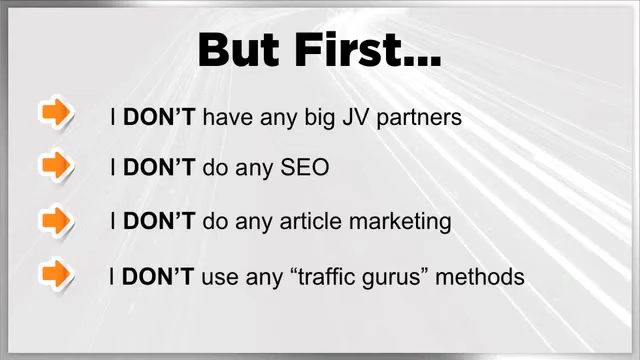 But First...
I DON'T have any big JV partners
I DON'T do any SEO
I DON'T do any article marketing
I DON'T use any “traffic gurus” methods